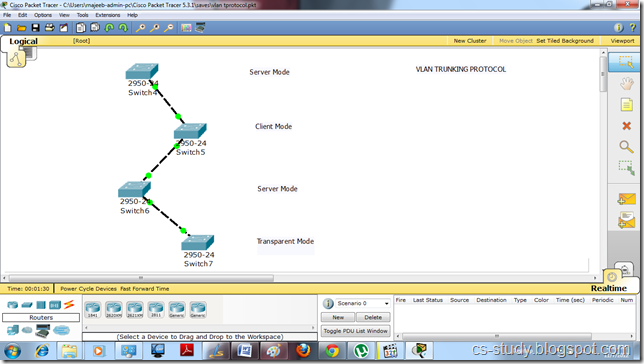 Cisco Packet Tracer - C:\Users\majeeb-admin-pc\Cisco Packet Tracer 5.3.1\saves\vlan tprotocol.pkt
File Edit Options View Tools Extensions Help
Logical [Root] New Cluster Move Object Set Tiled Background Viewport
VLAN TRUNKING PROTOCOL
Server Mode
2950-24
Switch4
Client Mode
2950-24
Switch5
Server Mode
2950-24
Switch6
Transparent Mode
2950-24
Switch7
Time: 00:01:30 Power Cycle Devices Fast Forward Time Realtime
Routers
1841 2620XM 2621XM 2811 Generic Generic
(Select a Device to Drag and Drop to the Workspace)
Scenario 0
New Delete
Toggle PDU List Window
Fire Last Status Source Destination Type Color Time (sec) Periodic Num
cs-study.blogspot.com